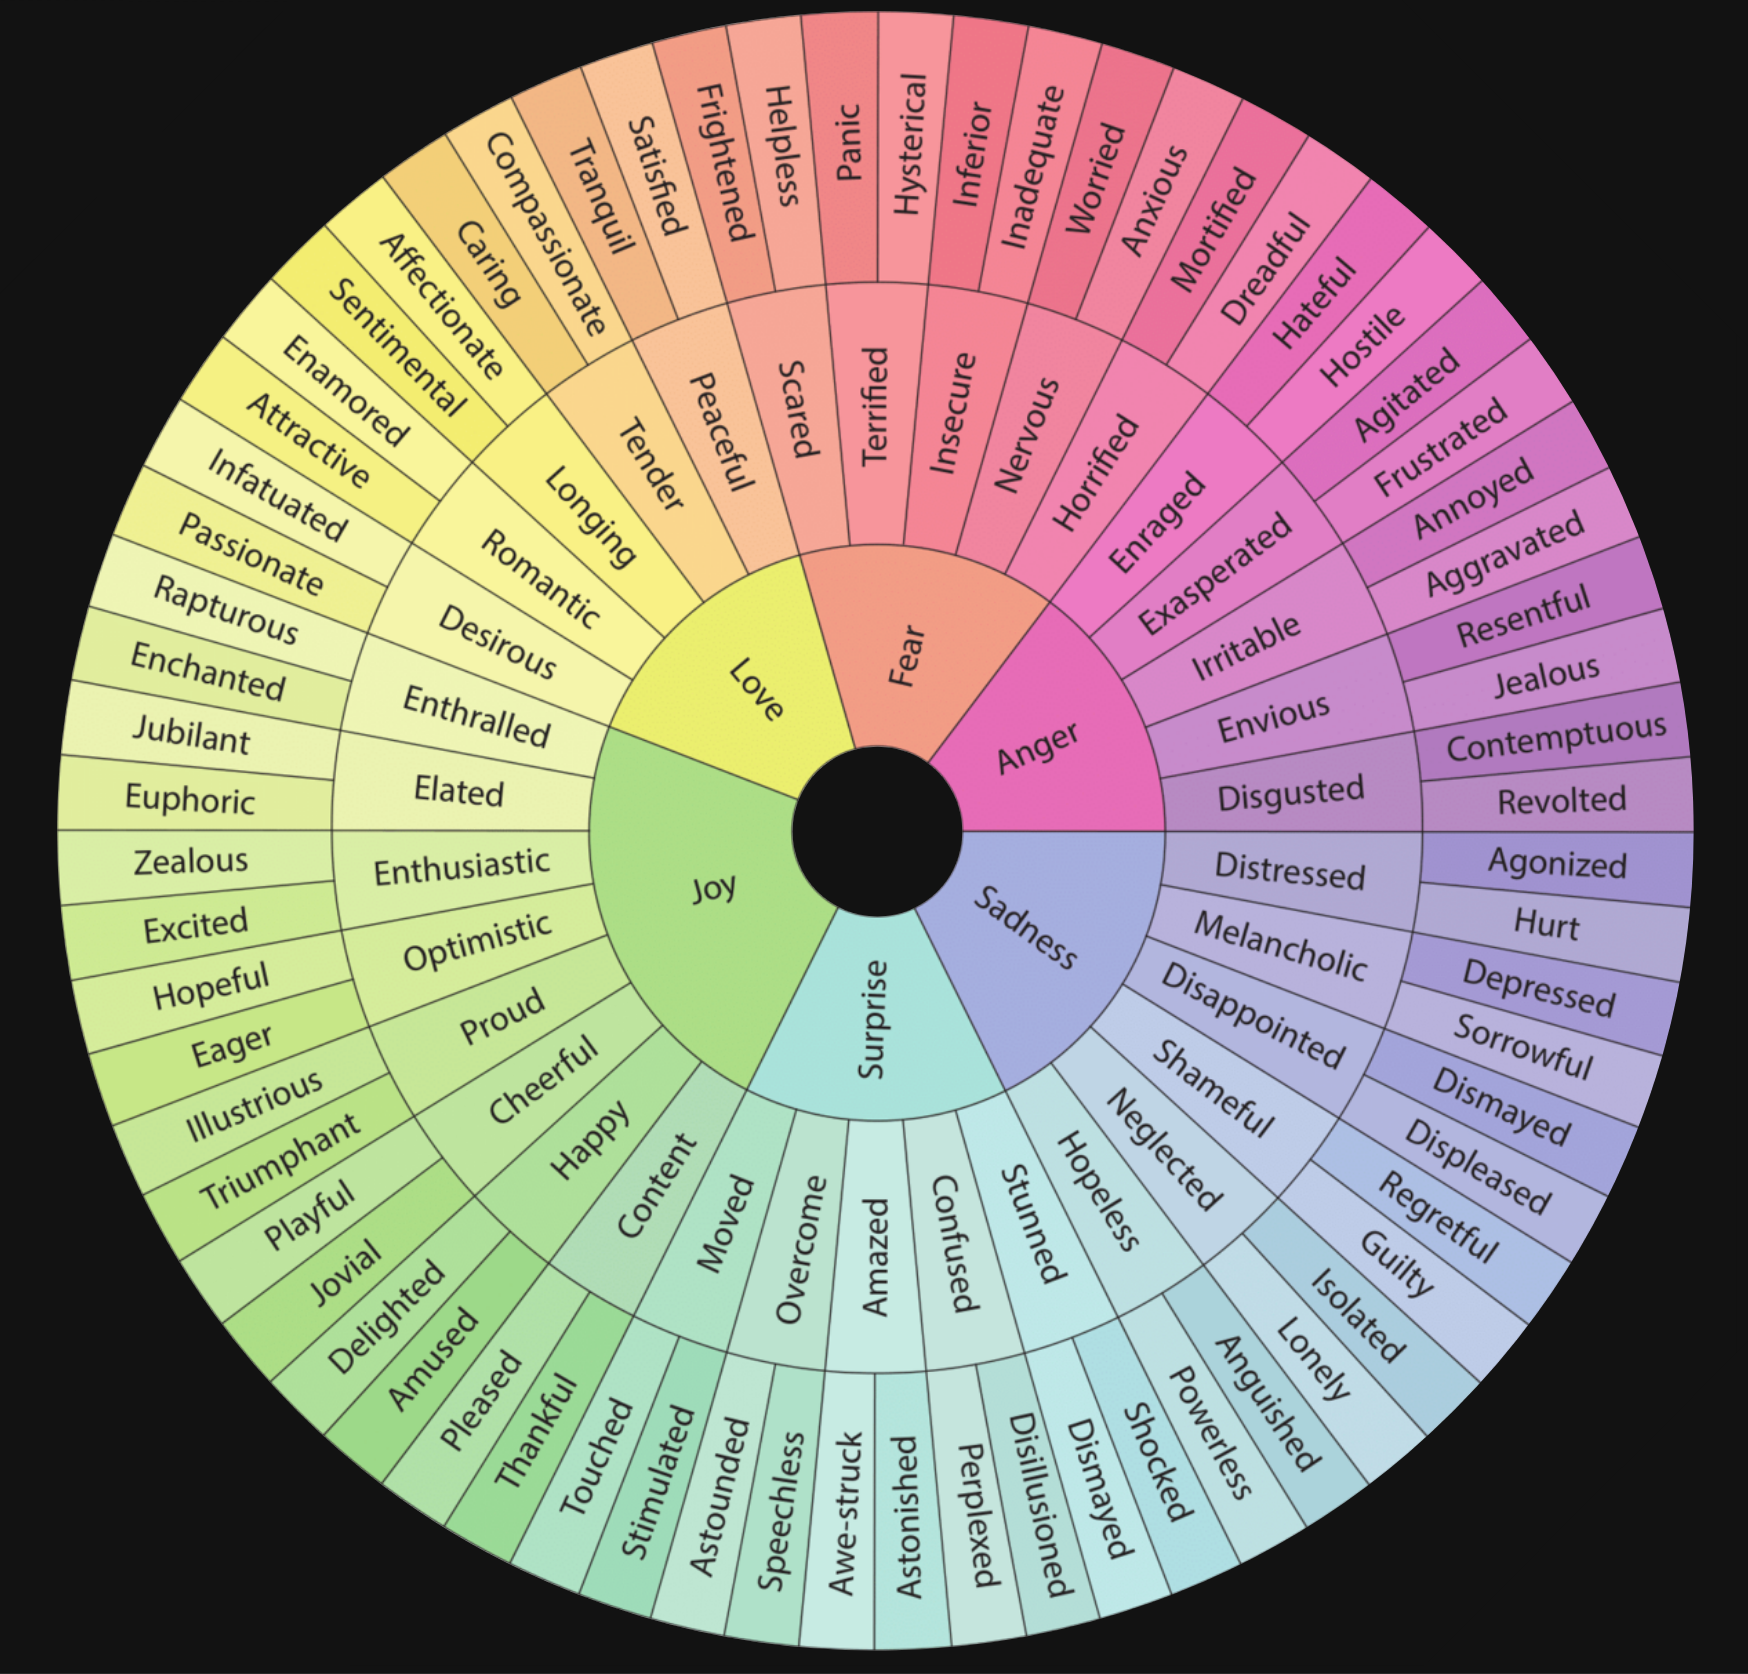 Fear
Anger
Sadness
Surprise
Joy
Love
Scared
Terrified
Insecure
Nervous
Horrified
Enraged
Exasperated
Irritable
Envious
Disgusted
Distressed
Melancholic
Disappointed
Shameful
Neglected
Hopeless
Stunned
Confused
Amazed
Overcome
Moved
Content
Happy
Cheerful
Proud
Optimistic
Enthusiastic
Elated
Enthralled
Desirous
Romantic
Longing
Tender
Peaceful
Frightened
Helpless
Panic
Hysterical
Inferior
Inadequate
Worried
Anxious
Mortified
Dreadful
Hateful
Hostile
Agitated
Frustrated
Annoyed
Aggravated
Resentful
Jealous
Contemptuous
Revolted
Agonized
Hurt
Depressed
Sorrowful
Dismayed
Displeased
Regretful
Guilty
Isolated
Lonely
Anguished
Powerless
Shocked
Dismayed
Disillusioned
Perplexed
Astonished
Awe-struck
Speechless
Astounded
Stimulated
Touched
Thankful
Pleased
Amused
Delighted
Jovial
Playful
Triumphant
Illustrious
Eager
Hopeful
Excited
Zealous
Euphoric
Jubilant
Enchanted
Rapturous
Passionate
Infatuated
Attractive
Enamored
Sentimental
Affectionate
Caring
Compassionate
Tranquil
Satisfied